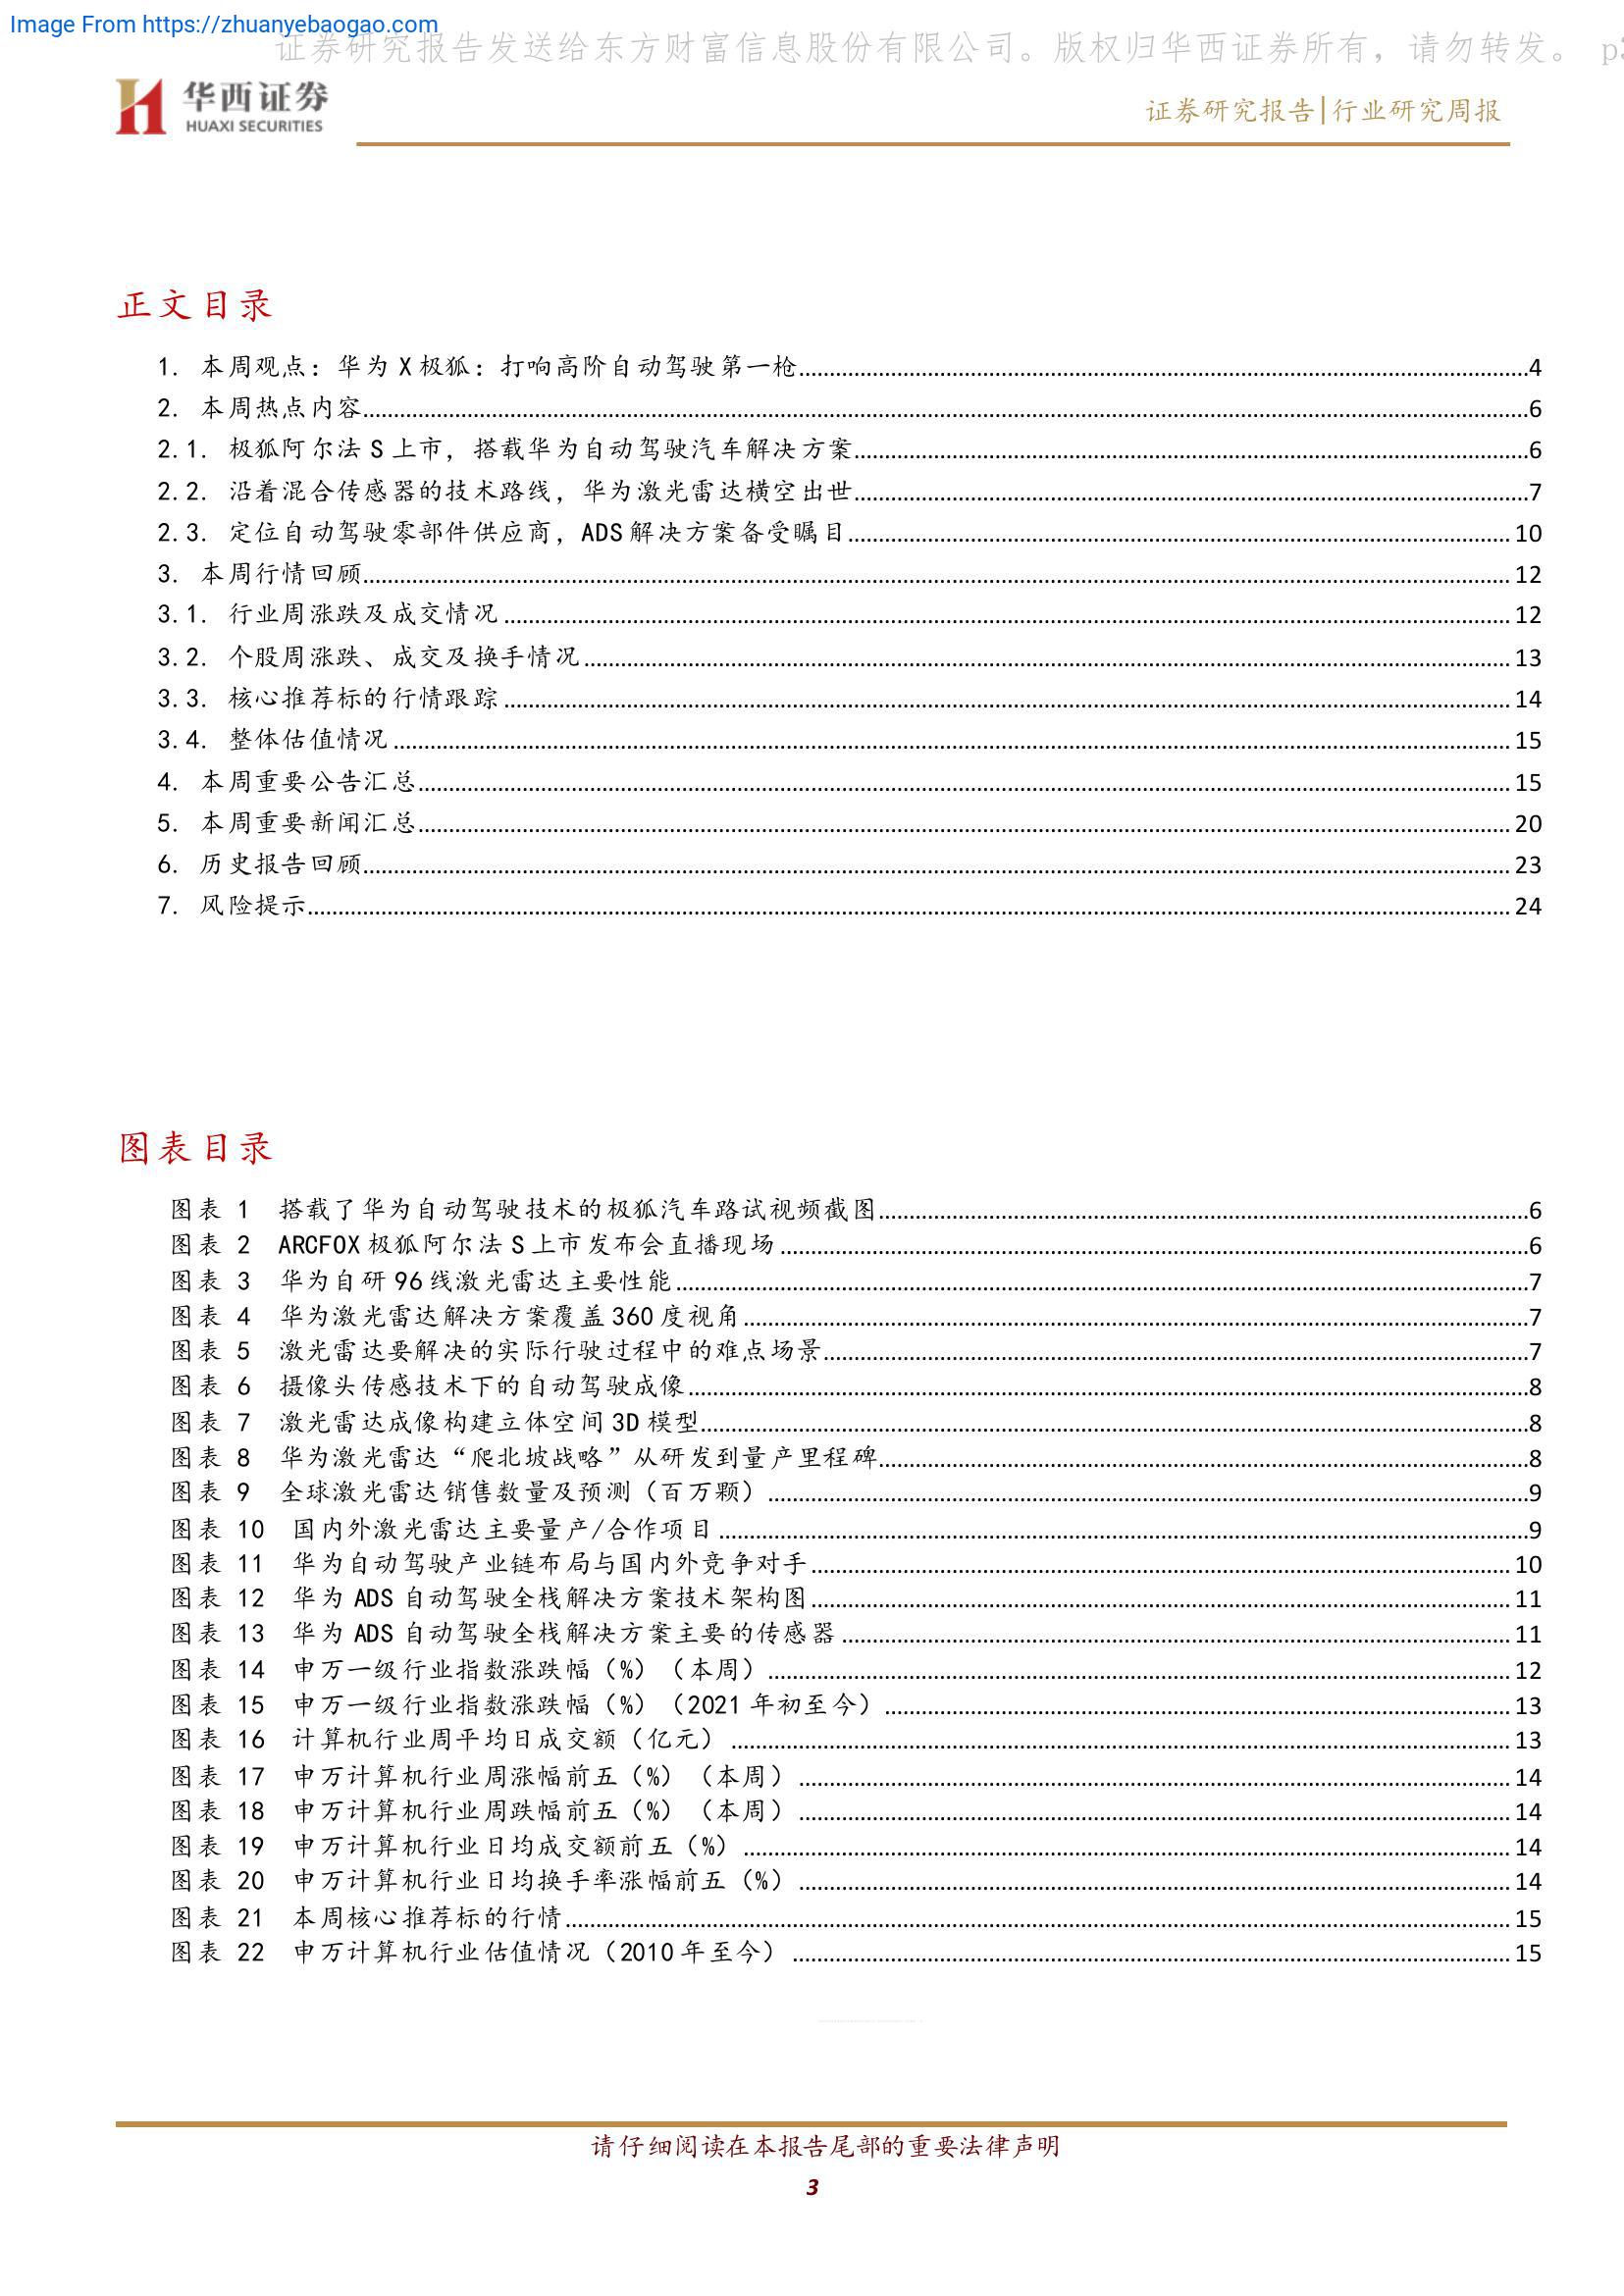 Image From https://zhuanyebaogao.com
证券研究报告发送给东方财富信息股份有限公司。版权归华西证券所有，请勿转发。 p3
华西证券
HUAXI SECURITIES
证券研究报告|行业研究周报
正文目录
1. 本周观点：华为 X 极狐：打响高阶自动驾驶第一枪 4
2. 本周热点内容 6
2.1. 极狐阿尔法 S 上市，搭载华为自动驾驶汽车解决方案 6
2.2. 沿着混合传感器的技术路线，华为激光雷达横空出世 7
2.3. 定位自动驾驶零部件供应商，ADS 解决方案备受瞩目 10
3. 本周行情回顾 12
3.1. 行业周涨跌及成交情况 12
3.2. 个股周涨跌、成交及换手情况 13
3.3. 核心推荐标的行情跟踪 14
3.4. 整体估值情况 15
4. 本周重要公告汇总 15
5. 本周重要新闻汇总 20
6. 历史报告回顾 23
7. 风险提示 24
图表目录
图表 1 搭载了华为自动驾驶技术的极狐汽车路试视频截图 6
图表 2 ARCFOX 极狐阿尔法 S 上市发布会直播现场 6
图表 3 华为自研 96 线激光雷达主要性能 7
图表 4 华为激光雷达解决方案覆盖 360 度视角 7
图表 5 激光雷达要解决的实际行驶过程中的难点场景 7
图表 6 摄像头传感技术下的自动驾驶成像 8
图表 7 激光雷达成像构建立体空间 3D 模型 8
图表 8 华为激光雷达“爬北坡战略”从研发到量产里程碑 8
图表 9 全球激光雷达销售数量及预测（百万颗） 9
图表 10 国内外激光雷达主要量产/合作项目 9
图表 11 华为自动驾驶产业链布局与国内外竞争对手 10
图表 12 华为 ADS 自动驾驶全栈解决方案技术架构图 11
图表 13 华为 ADS 自动驾驶全栈解决方案主要的传感器 11
图表 14 申万一级行业指数涨跌幅（%）（本周） 12
图表 15 申万一级行业指数涨跌幅（%）（2021 年初至今） 13
图表 16 计算机行业周平均日成交额（亿元） 13
图表 17 申万计算机行业周涨幅前五（%）（本周） 14
图表 18 申万计算机行业周跌幅前五（%）（本周） 14
图表 19 申万计算机行业日均成交额前五（%） 14
图表 20 申万计算机行业日均换手率涨幅前五（%） 14
图表 21 本周核心推荐标的行情 15
图表 22 申万计算机行业估值情况（2010 年至今） 15
请仔细阅读在本报告尾部的重要法律声明
3